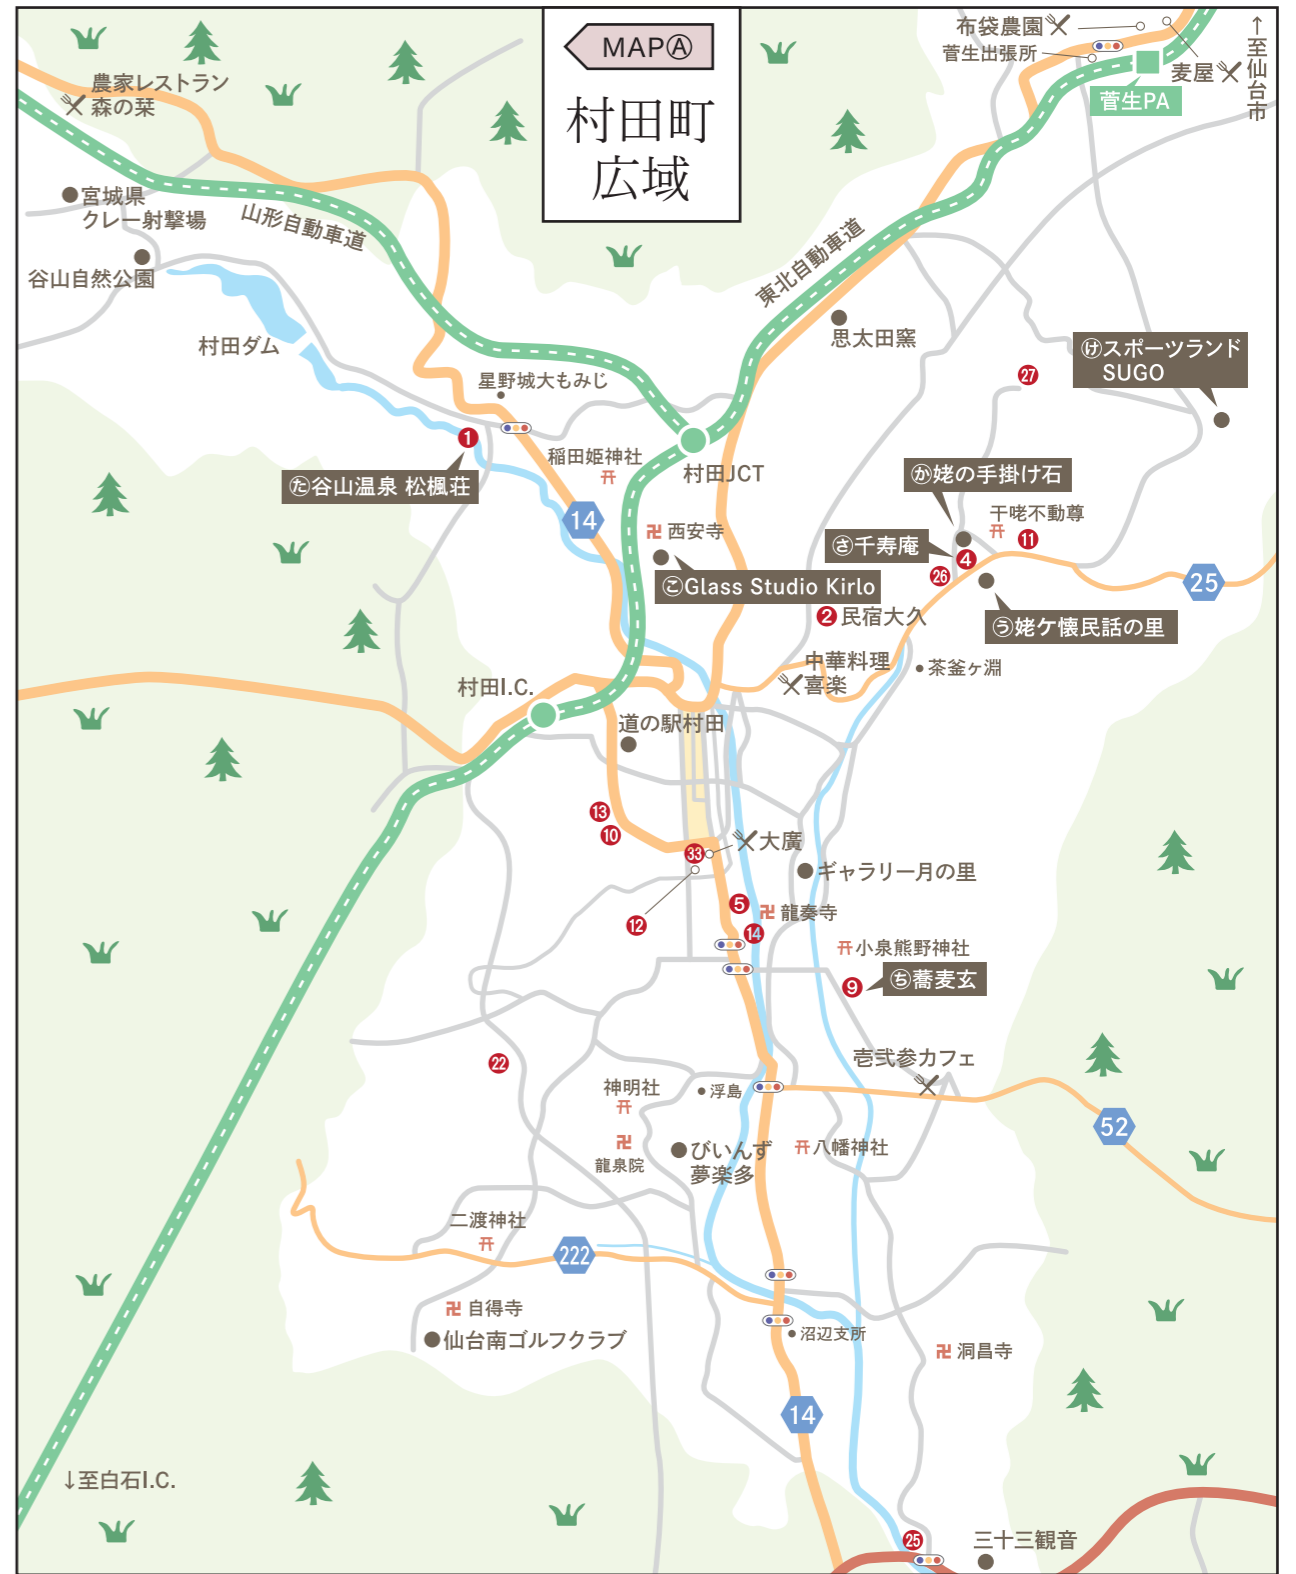 MAPⒶ
村田町
広域
布袋農園
菅生出張所
麦屋
↑至仙台市
菅生PA
農家レストラン
森の栞
宮城県
クレー射撃場
山形自動車道
谷山自然公園
東北自動車道
村田ダム
思太田窯
㋘スポーツランド
SUGO
星野城大もみじ
27
1
稲田姫神社
村田JCT
㋕姥の手掛け石
㋟谷山温泉 松楓荘
14
卍 西安寺
干咾不動尊
11
㋚千寿庵
4
26
25
㋙Glass Studio Kirlo
2 民宿大久
㋒姥ケ懐民話の里
中華料理
喜楽
茶釜ヶ淵
村田I.C.
道の駅村田
13
10
33
大廣
ギャラリー月の里
5
卍 龍奏寺
12
14
小泉熊野神社
9
㋠蕎麦玄
22
壱弐参カフェ
神明社
浮島
52
卍
龍泉院
びいんず
夢楽多
八幡神社
二渡神社
222
卍 自得寺
仙台南ゴルフクラブ
沼辺支所
卍 洞昌寺
14
↓至白石I.C.
25
三十三観音